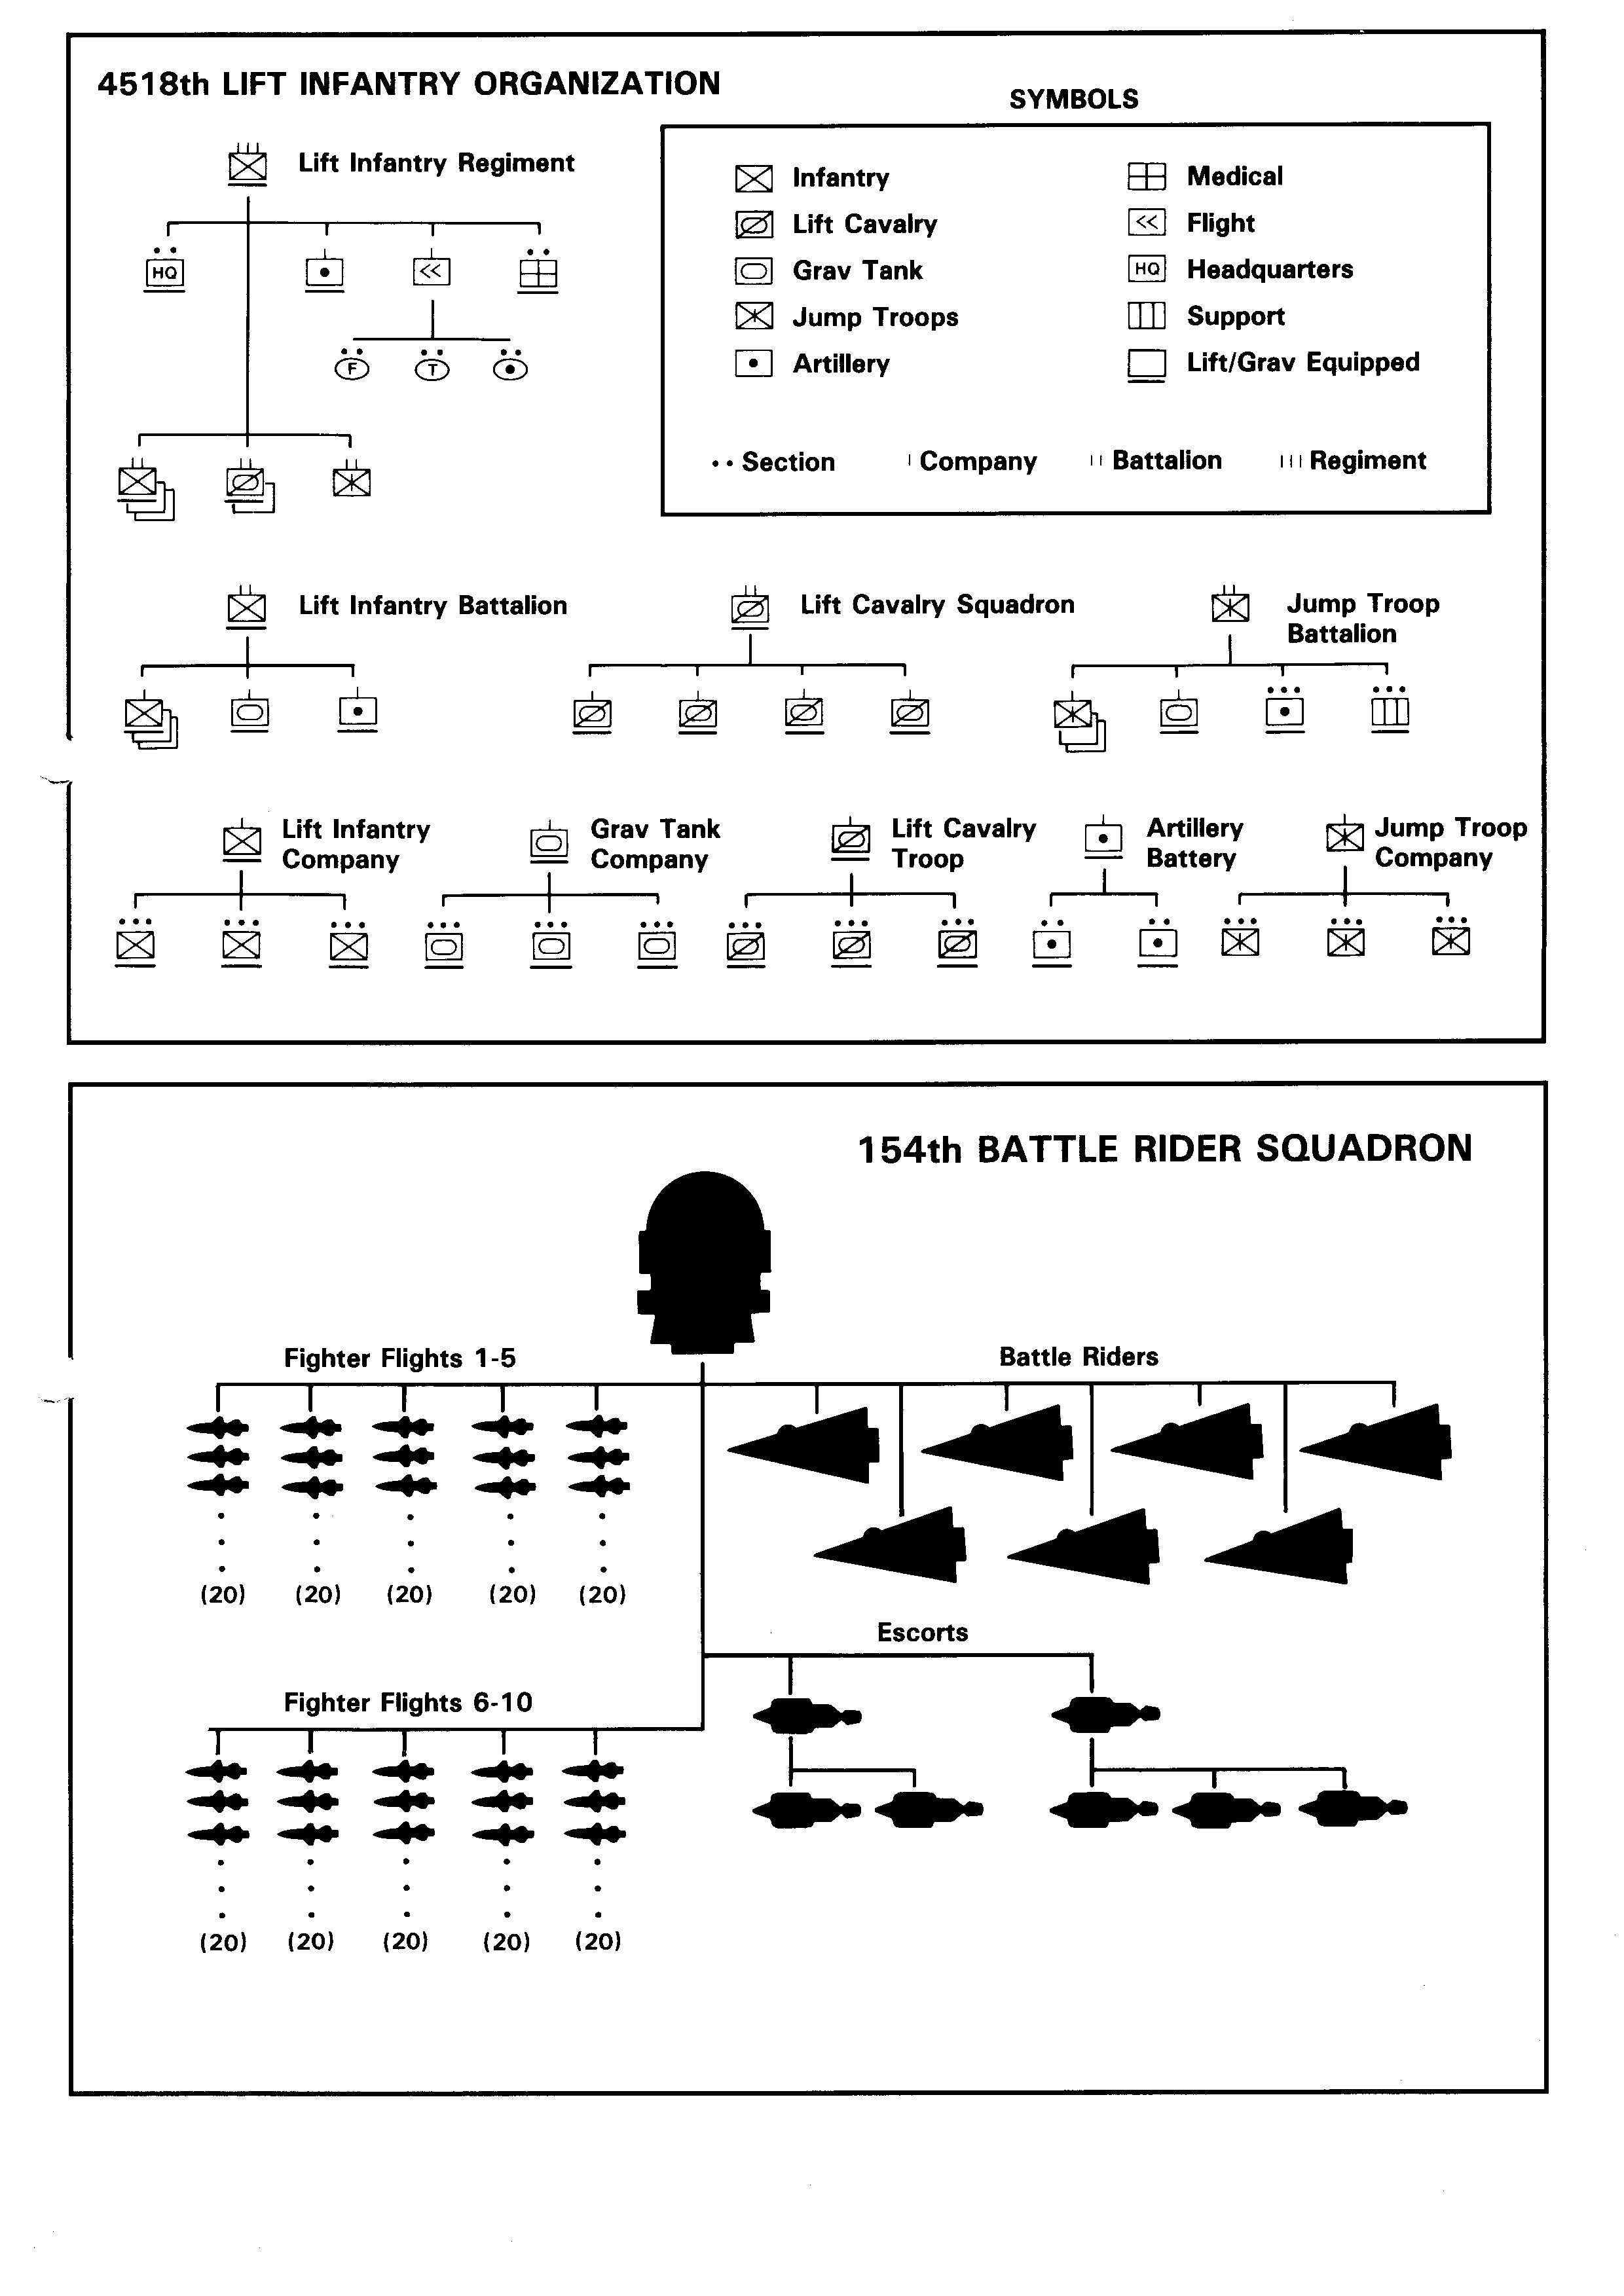 4518th LIFT INFANTRY ORGANIZATION
SYMBOLS
Lift Infantry Regiment
HQ
F T
Infantry
Lift Cavalry
Grav Tank
Jump Troops
Artillery
Medical
Flight
HQ Headquarters
Support
Lift/Grav Equipped
Section Company Battalion Regiment
Lift Infantry Battalion
Lift Cavalry Squadron
Jump Troop
Battalion
Lift Infantry
Company
Grav Tank
Company
Lift Cavalry
Troop
Artillery
Battery
Jump Troop
Company
154th BATTLE RIDER SQUADRON
Fighter Flights 1-5
Battle Riders
(20) (20) (20) (20) (20)
Escorts
Fighter Flights 6-10
(20) (20) (20) (20) (20)